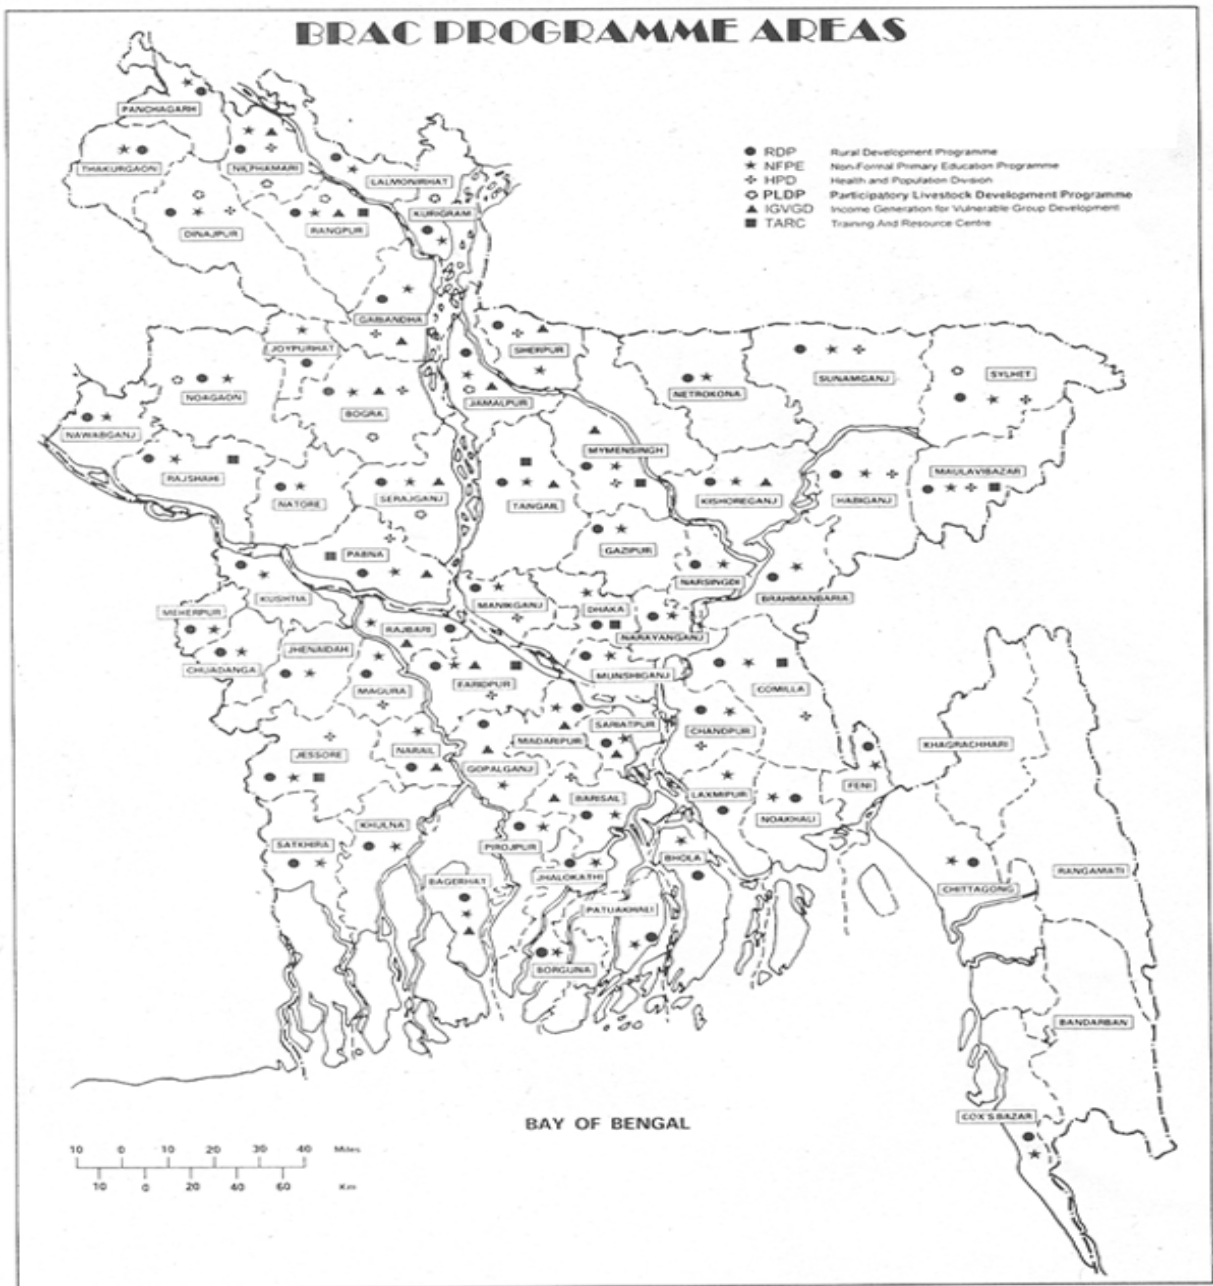 BRAC PROGRAMME AREAS
RDP Rural Development Programme
NFPE Non-Formal Primary Education Programme
HPD Health and Population Division
PLDP Participatory Livestock Development Programme
IGVGD Income Generation for Vulnerable Group Development
TARC Training And Resource Centre
PANCHAGARH
THAKURGAON
NILPHAMARI
LALMONIRHAT
DINAJPUR
RANGPUR
KURIGRAM
GAIBANDHA
JOYPURHAT
SHERPUR
NOAGAON
BOGRA
JAMALPUR
NETROKONA
SUNAMGANJ
SYLHET
NAWABGANJ
MYMENSINGH
RAJSHAHI
NATORE
SERAJGANJ
TANGAIL
KISHOREGANJ
HABIGANJ
MAULAVIBAZAR
PABNA
GAZIPUR
NARSINGDI
KUSHTIA
MANIKGANJ
DHAKA
BRAHMANBARIA
MEHERPUR
RAJBARI
NARAYANGANJ
JHENAIDAH
CHUADANGA
MAGURA
FARIDPUR
MUNSHIGANJ
COMILLA
SARIATPUR
CHANDPUR
MADARIPUR
KHAGRACHHARI
JESSORE
NARAIL
GOPALGANJ
FENI
BARISAL
LAXMIPUR
NOAKHALI
KHULNA
SATKHIRA
PIROJPUR
BHOLA
JHALOKATHI
BAGERHAT
CHITTAGONG
RANGAMATI
PATUAKHALI
BORGUNA
BANDARBAN
COX'S BAZAR
BAY OF BENGAL
10 0 10 20 30 40 Miles
10 0 20 40 60 Km